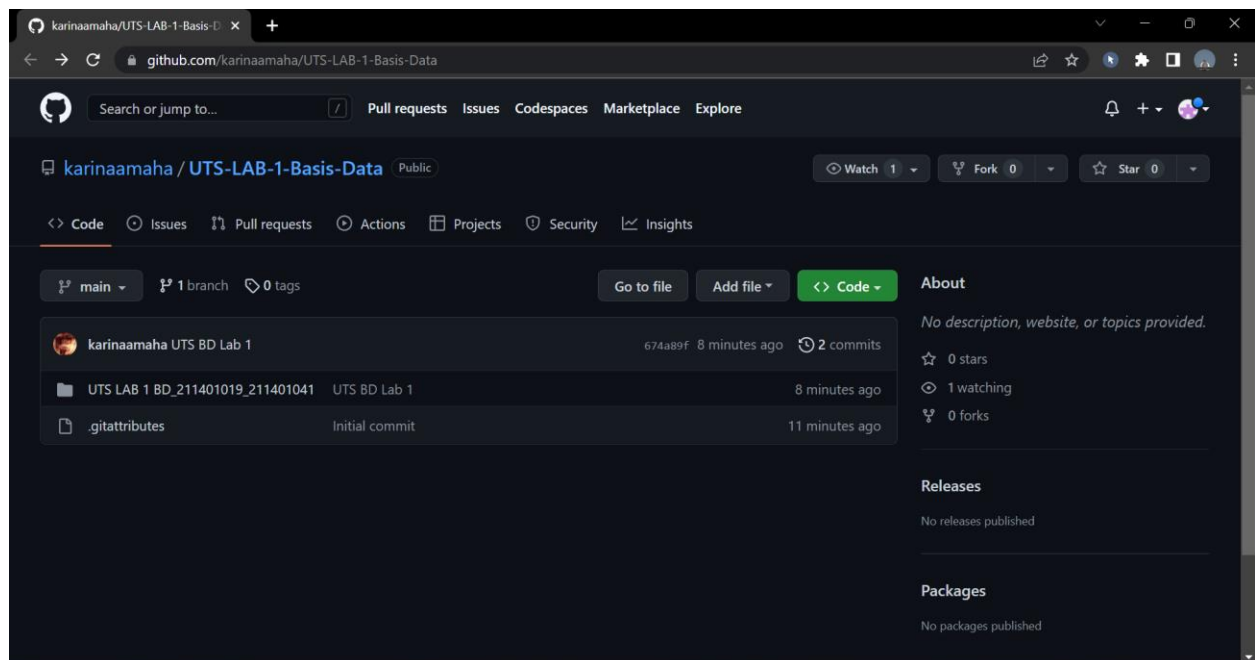 karinaamaha/UTS-LAB-1-Basis-D
github.com/karinaamaha/UTS-LAB-1-Basis-Data
Search or jump to... / Pull requests Issues Codespaces Marketplace Explore
karinaamaha / UTS-LAB-1-Basis-Data Public Watch 1 Fork 0 Star 0
Code Issues Pull requests Actions Projects Security Insights
main 1 branch 0 tags Go to file Add file Code
karinaamaha UTS BD Lab 1 674a89f 8 minutes ago 2 commits
UTS LAB 1 BD_211401019_211401041 UTS BD Lab 1 8 minutes ago
.gitattributes Initial commit 11 minutes ago
About
No description, website, or topics provided.
0 stars
1 watching
0 forks
Releases
No releases published
Packages
No packages published